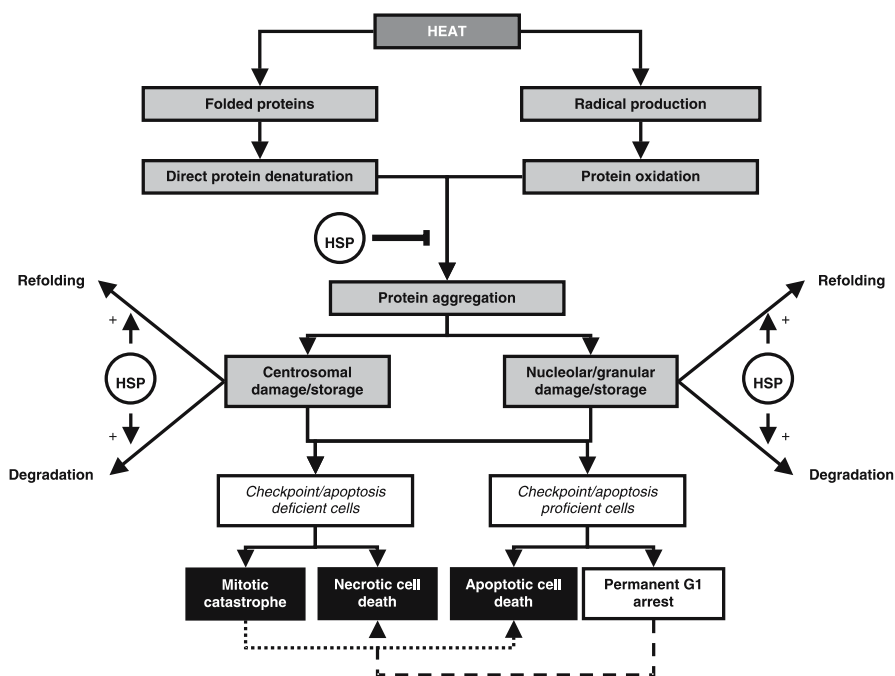 HEAT
Folded proteins
Radical production
Direct protein denaturation
Protein oxidation
HSP
Refolding
Refolding
Protein aggregation
+
+
HSP
Centrosomal
damage/storage
Nucleolar/granular
damage/storage
HSP
+
+
Degradation
Degradation
Checkpoint/apoptosis
deficient cells
Checkpoint/apoptosis
proficient cells
Mitotic
catastrophe
Necrotic cell
death
Apoptotic cell
death
Permanent G1
arrest